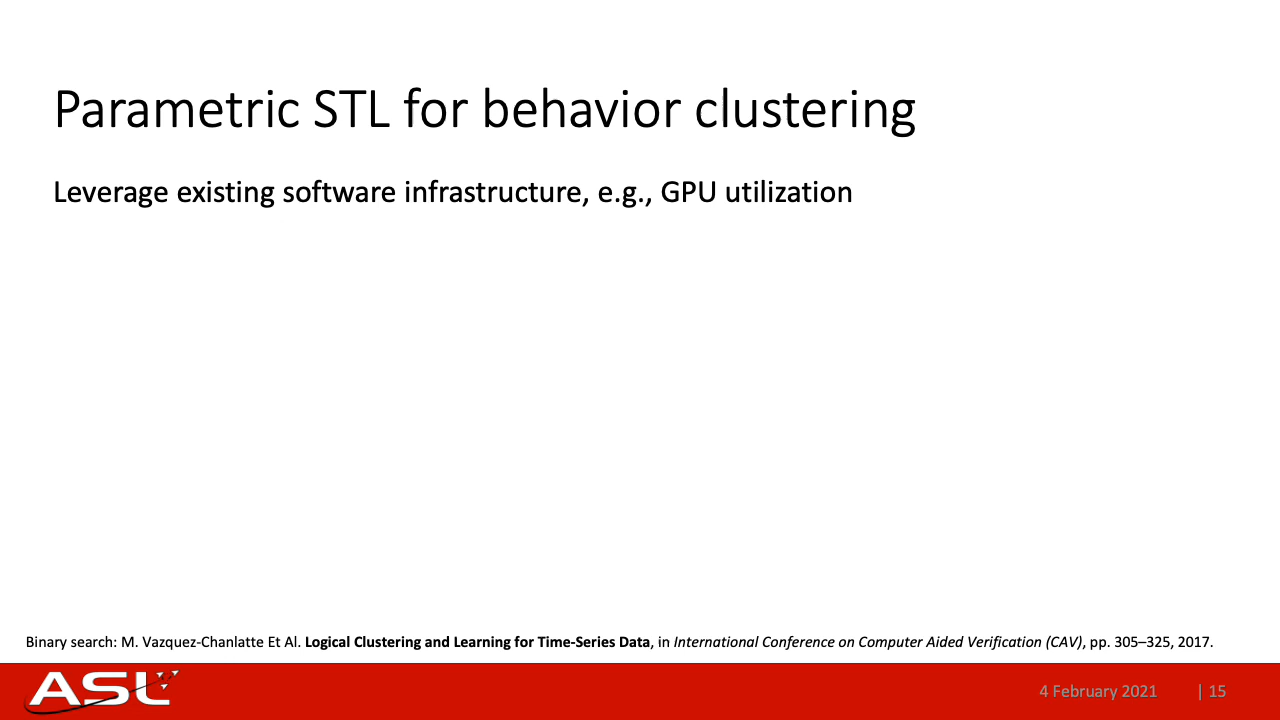 Parametric STL for behavior clustering
Leverage existing software infrastructure, e.g., GPU utilization
Binary search: M. Vazquez-Chanlatte Et Al. Logical Clustering and Learning for Time-Series Data, in International Conference on Computer Aided Verification (CAV), pp. 305–325, 2017.
ASL
4 February 2021 | 15